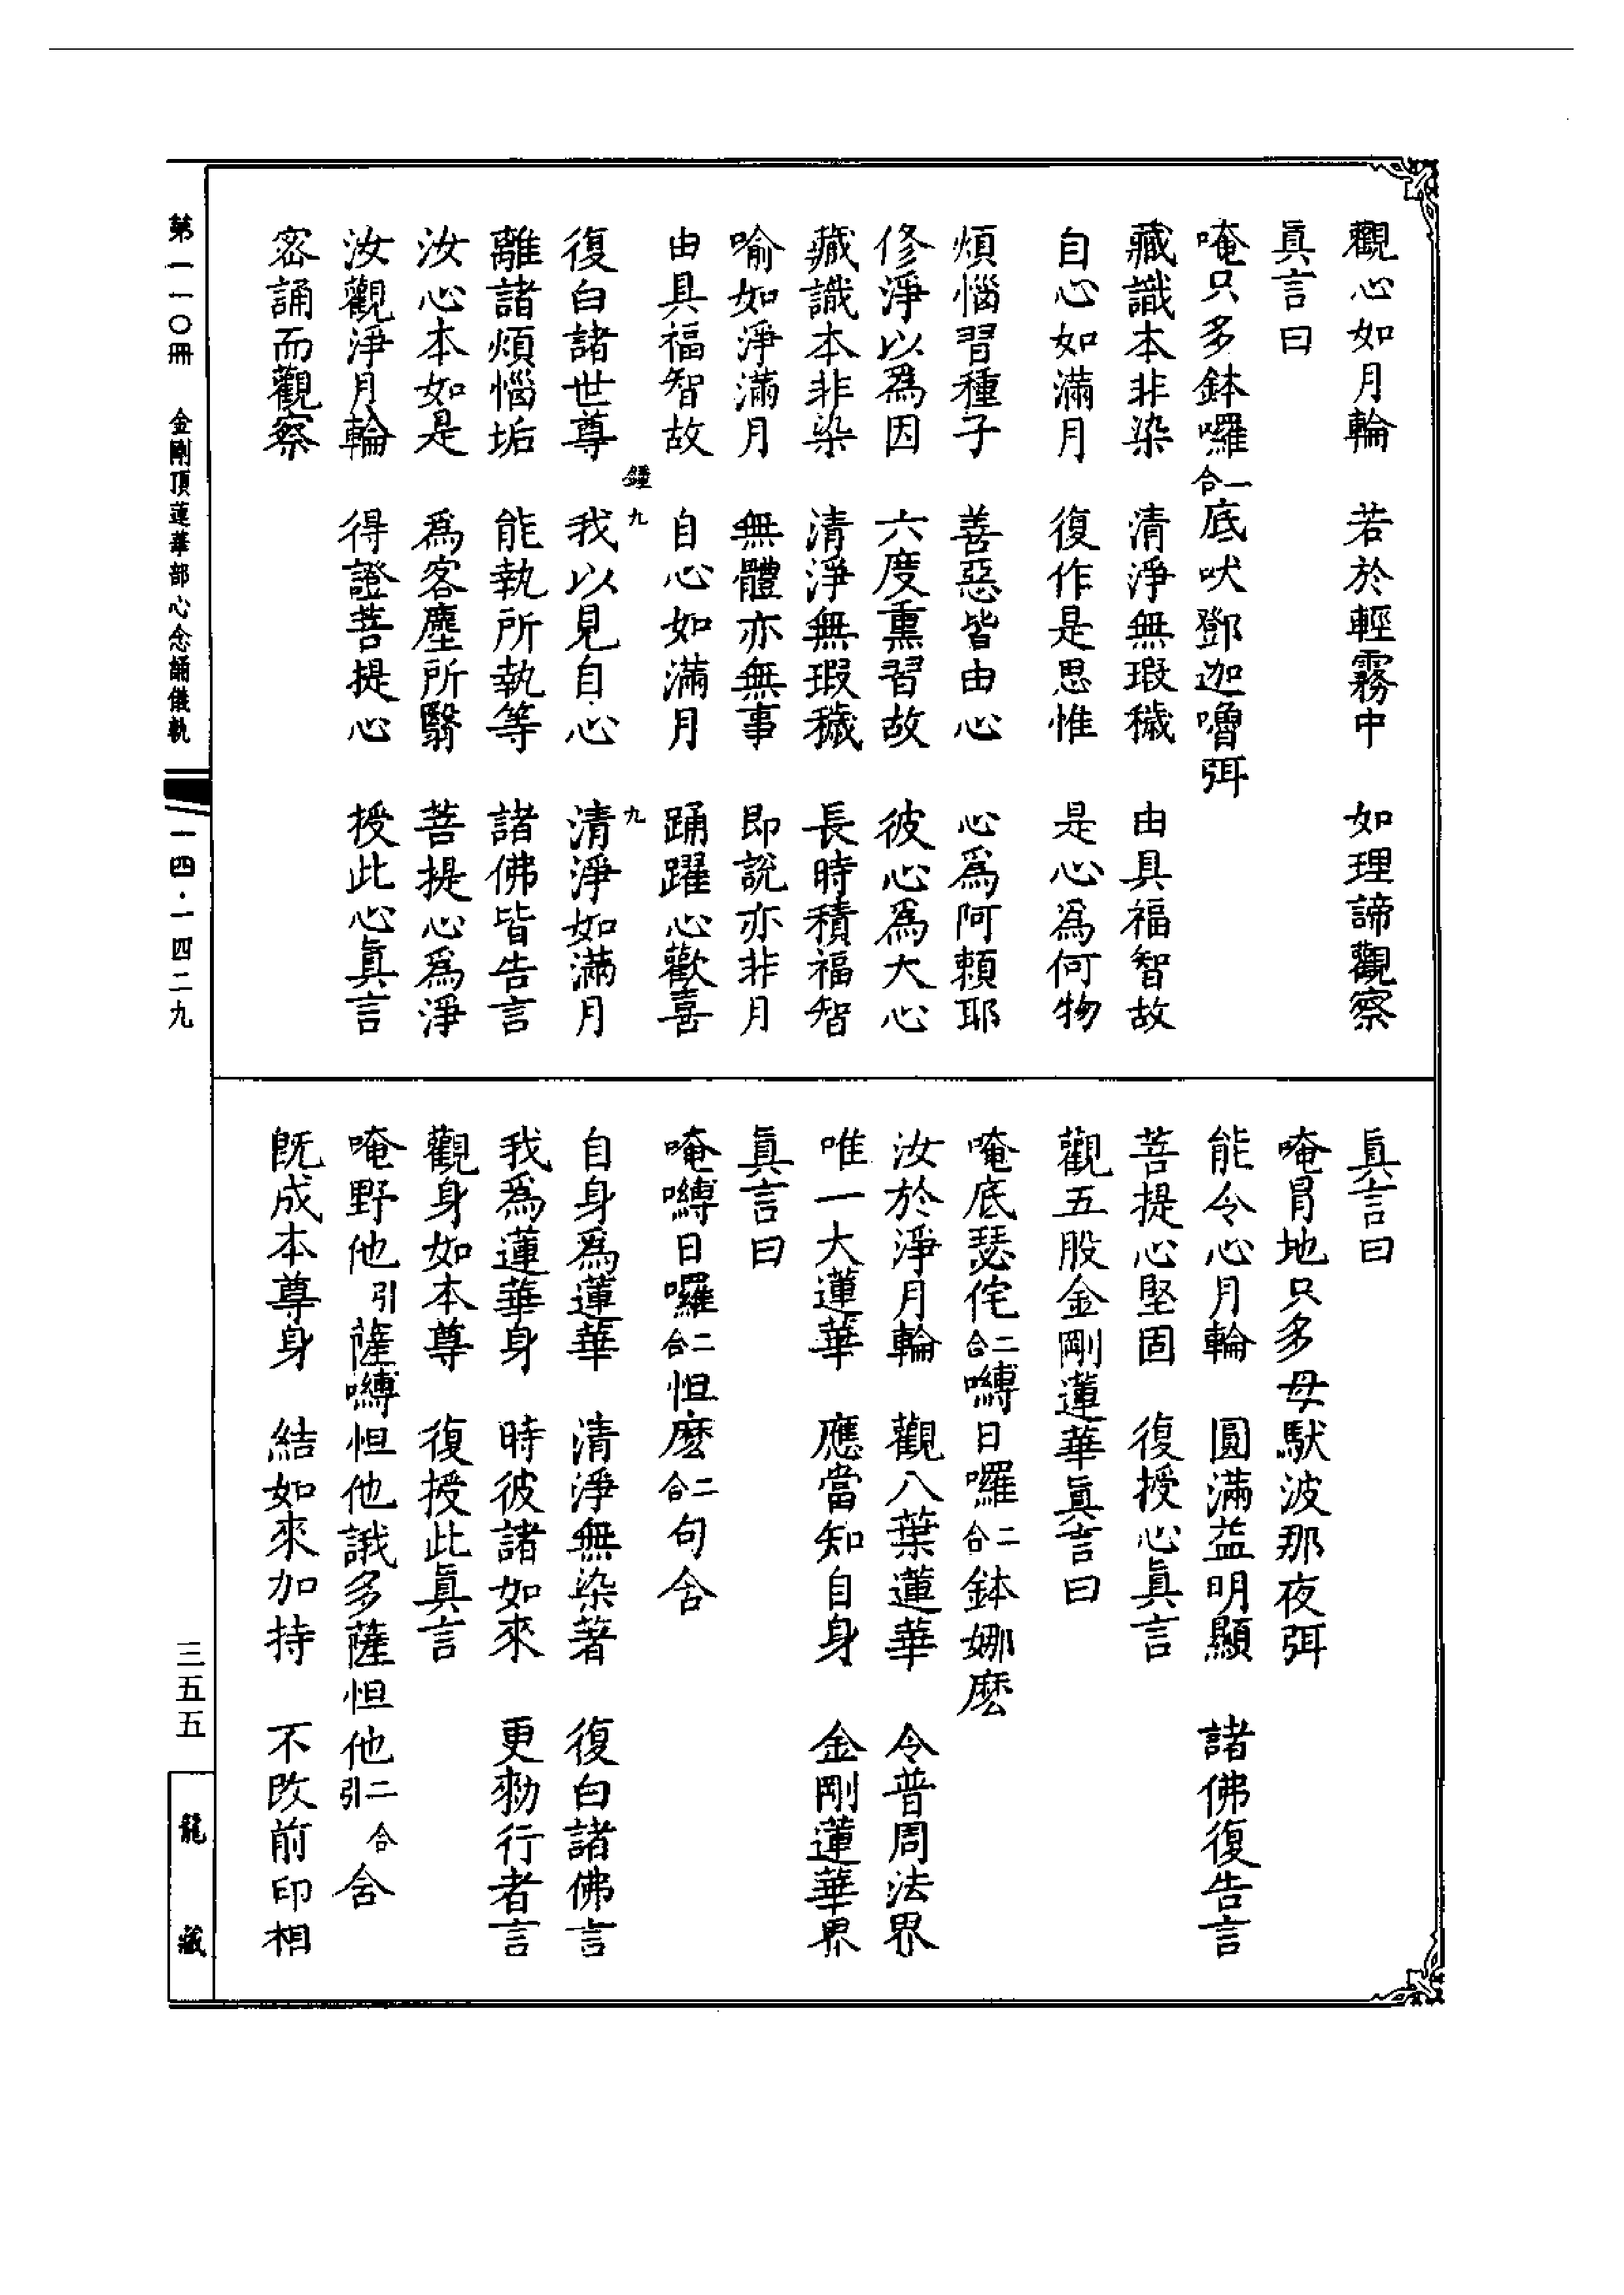 觀心如月輪　若於輕霧中　如理諦觀察
眞言曰
唵只多鉢囉二合底吠鄧迦嚕弭
藏識本非染　清淨無瑕穢　由具福智故
自心如滿月　復作是思惟　是心為何物
煩惱習種子　善惡皆由心　心為阿賴耶
修淨以為因　六度熏習故　彼心為大心
藏識本非染　清淨無瑕穢　長時積福智
喻如淨滿月　無體亦無事　即說亦非月
由具福智故　自心如滿月　踊躍心歡喜
鍾九　九
復白諸世尊　我以見自心　清淨如滿月
離諸煩惱垢　能執所執等　諸佛皆告言
汝心本如是　為客塵所翳　菩提心為淨
汝觀淨月輪　得證菩提心　授此心眞言
密誦而觀察
眞言曰
唵冒地只多母馱波那夜弭
能令心月輪　圓滿益明顯　諸佛復告言
菩提心堅固　復授心眞言
觀五股金剛蓮華眞言曰
唵底瑟侘二合嚩日囉二合鉢娜麽
汝於淨月輪　觀八葉蓮華　令普周法界
唯一大蓮華　應當知自身　金剛蓮華界
眞言曰
唵嚩日囉二合怛麽二合句含
自身為蓮華　清淨無染著　復白諸佛言
我為蓮華身　時彼諸如來　更勑行者言
觀身如本尊　復授此眞言
唵野他引薩嚩怛他誐多薩怛他二合引含
既成本尊身　結如來加持　不改前印相
第一一〇冊　金剛頂蓮華部心念誦儀軌　一四·一四二九
三五五
龍藏